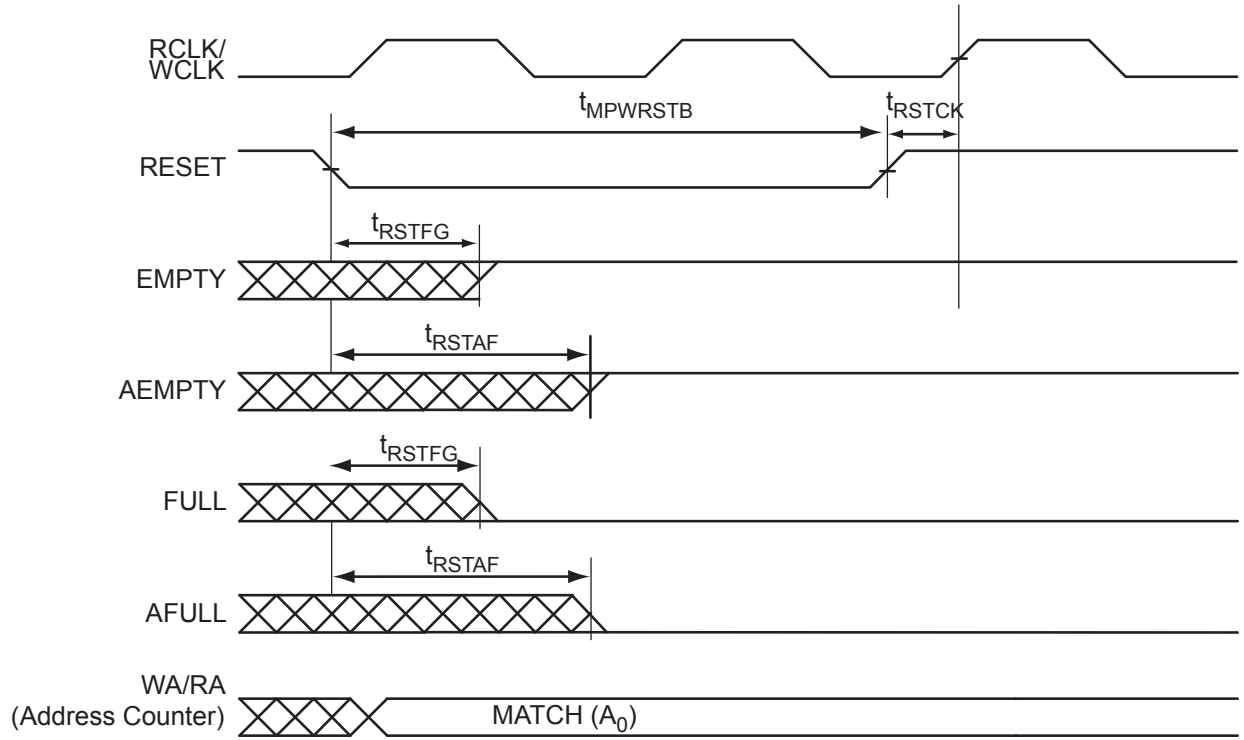 RCLK/
WCLK
tMPWRSTB
tRSTCK
RESET
tRSTFG
EMPTY
tRSTAF
AEMPTY
tRSTFG
FULL
tRSTAF
AFULL
WA/RA
(Address Counter)
MATCH (A0)